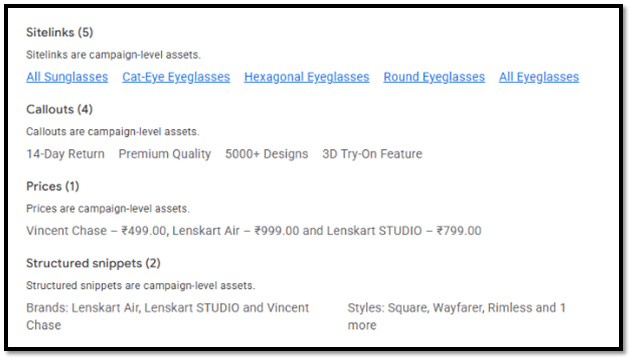 Sitelinks (5)
Sitelinks are campaign-level assets.
All Sunglasses Cat-Eye Eyeglasses Hexagonal Eyeglasses Round Eyeglasses All Eyeglasses
Callouts (4)
Callouts are campaign-level assets.
14-Day Return Premium Quality 5000+ Designs 3D Try-On Feature
Prices (1)
Prices are campaign-level assets.
Vincent Chase – ₹499.00, Lenskart Air – ₹999.00 and Lenskart STUDIO – ₹799.00
Structured snippets (2)
Structured snippets are campaign-level assets.
Brands: Lenskart Air, Lenskart STUDIO and Vincent
Chase
Styles: Square, Wayfarer, Rimless and 1
more